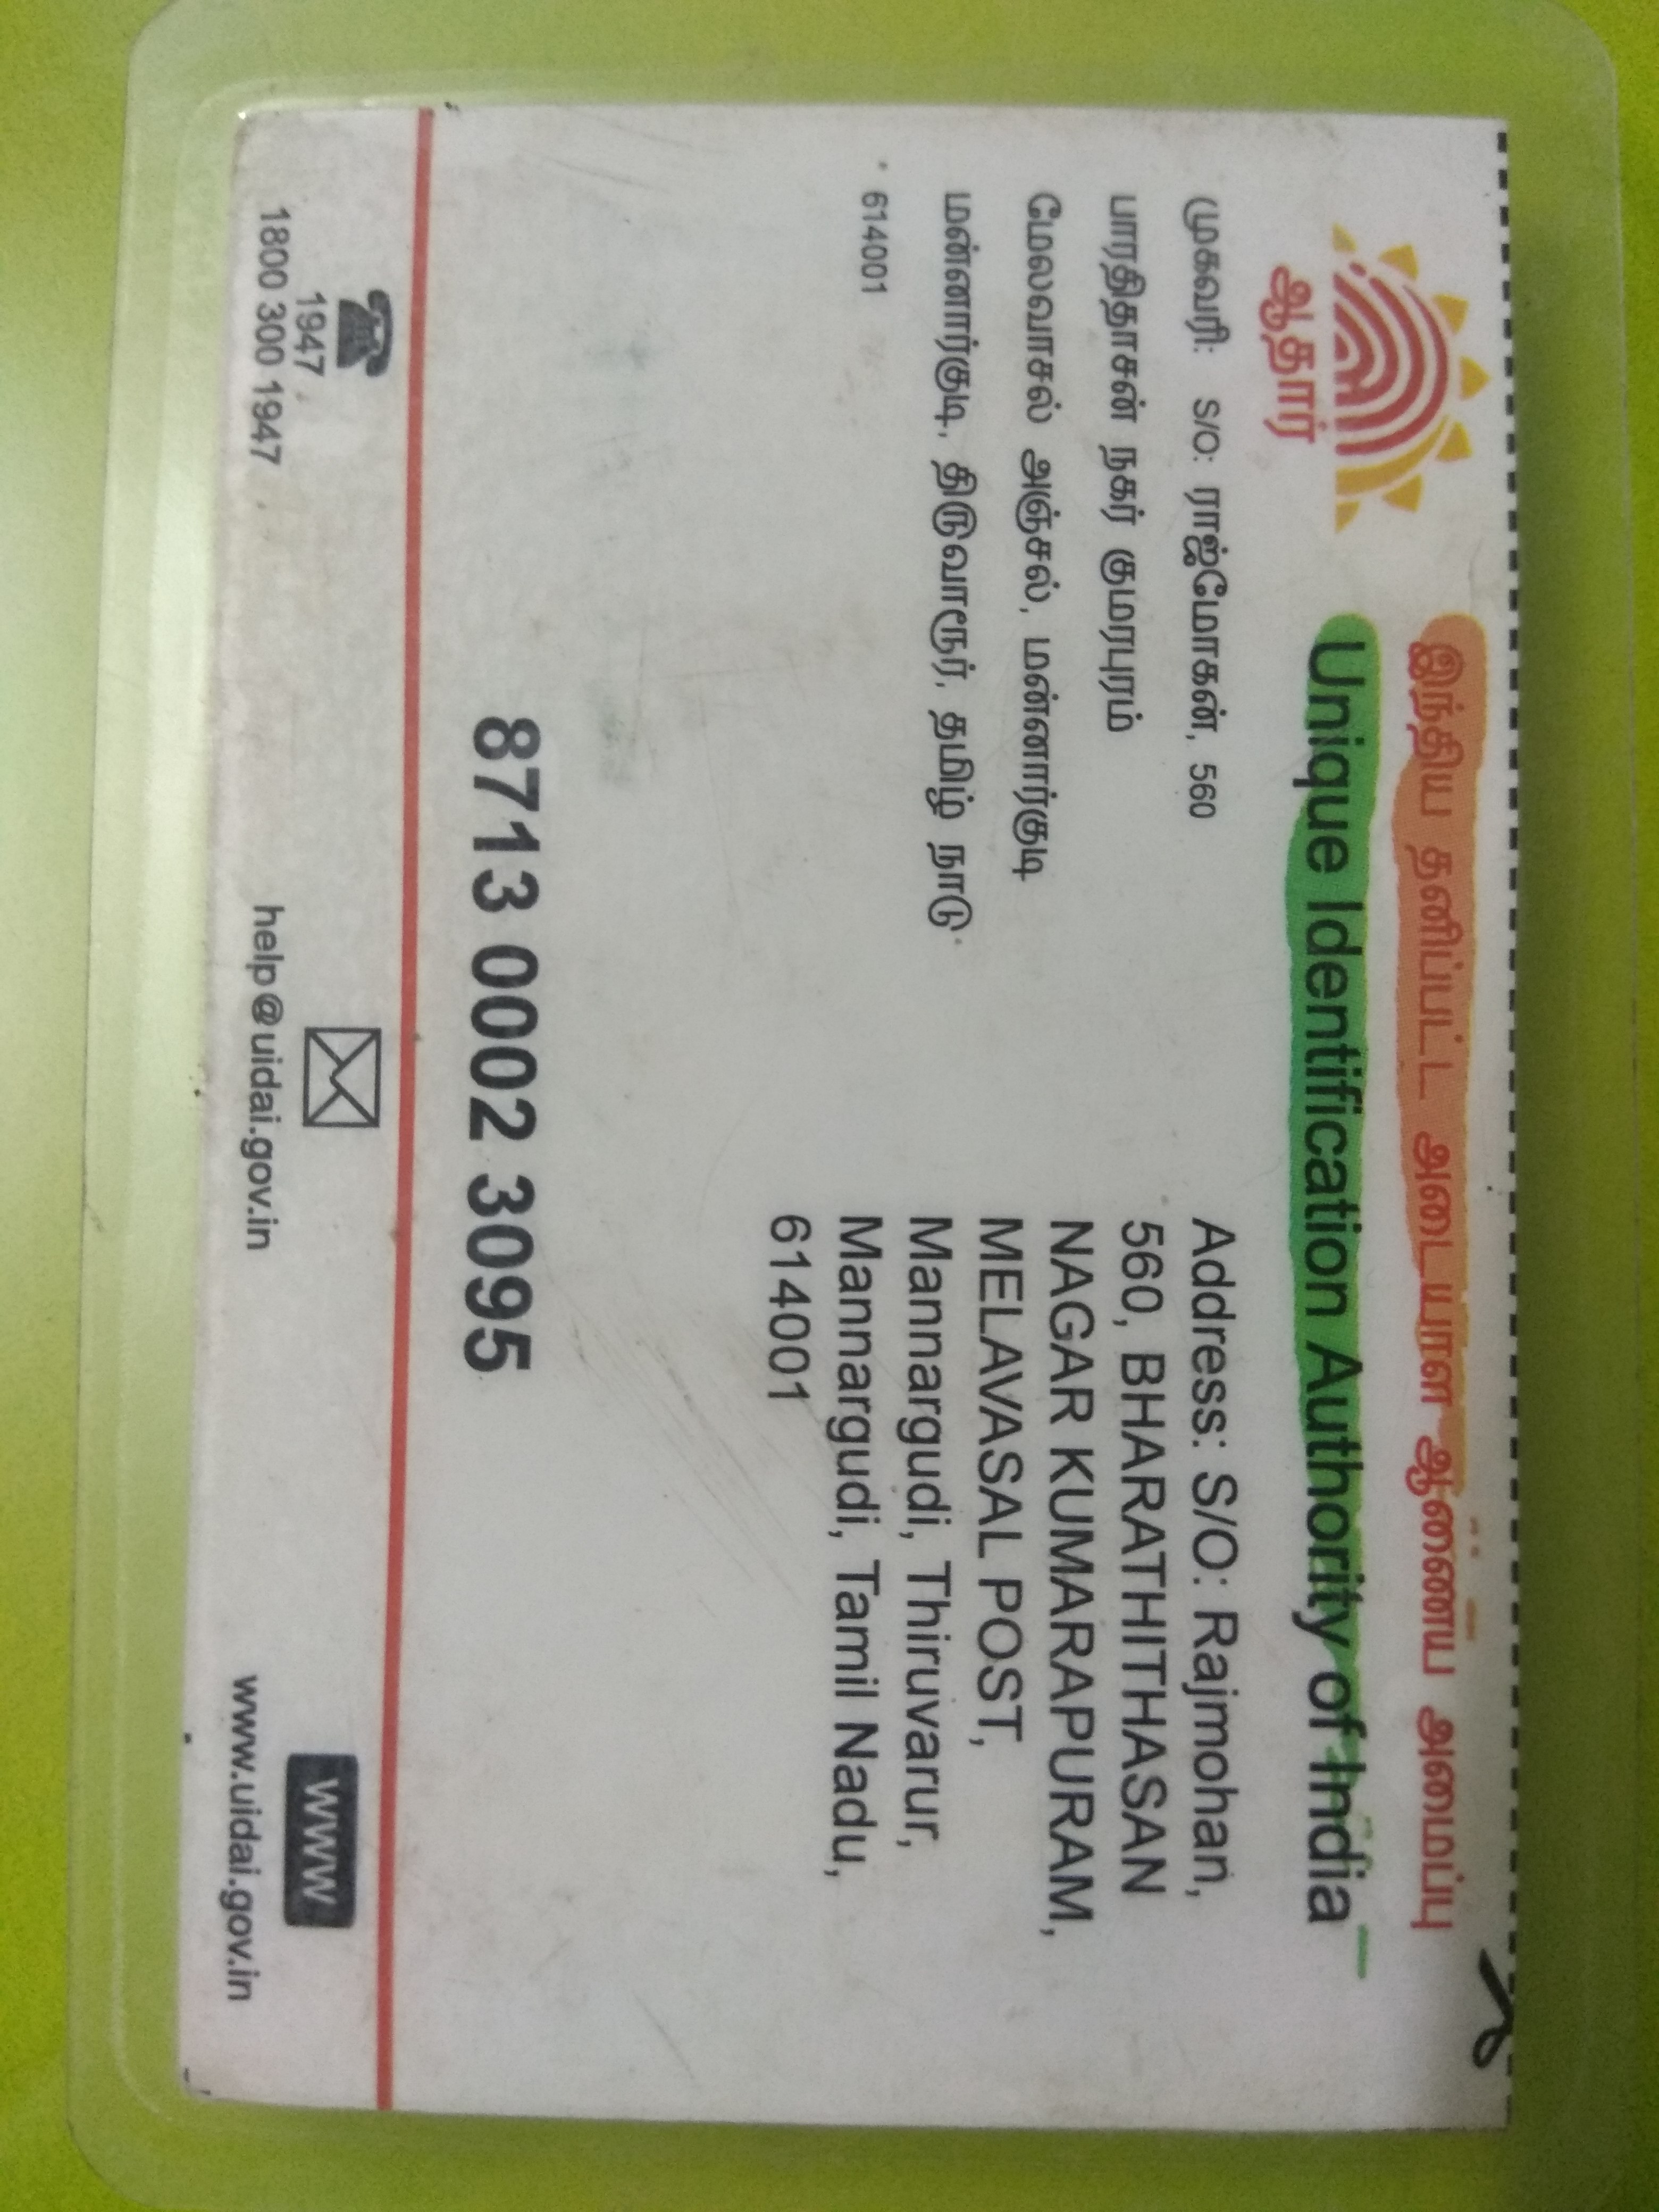 இந்திய தனிப்பட்ட அடையாள ஆணைய அமைப்பு
Unique Identification Authority of India
ஆதார்
முகவரி: S/O: ராஜ்மோகன், 560
பாரதிதாசன் நகர் குமரபுரம்
மேலவாசல் அஞ்சல், மன்னார்குடி
மன்னார்குடி, திருவாரூர், தமிழ் நாடு
614001
Address: S/O: Rajmohan,
560, BHARATHITHASAN
NAGAR KUMARAPURAM,
MELAVASAL POST,
Mannargudi, Thiruvarur,
Mannargudi, Tamil Nadu,
614001
8713 0002 3095
1947
1800 300 1947
help@uidai.gov.in
www
www.uidai.gov.in